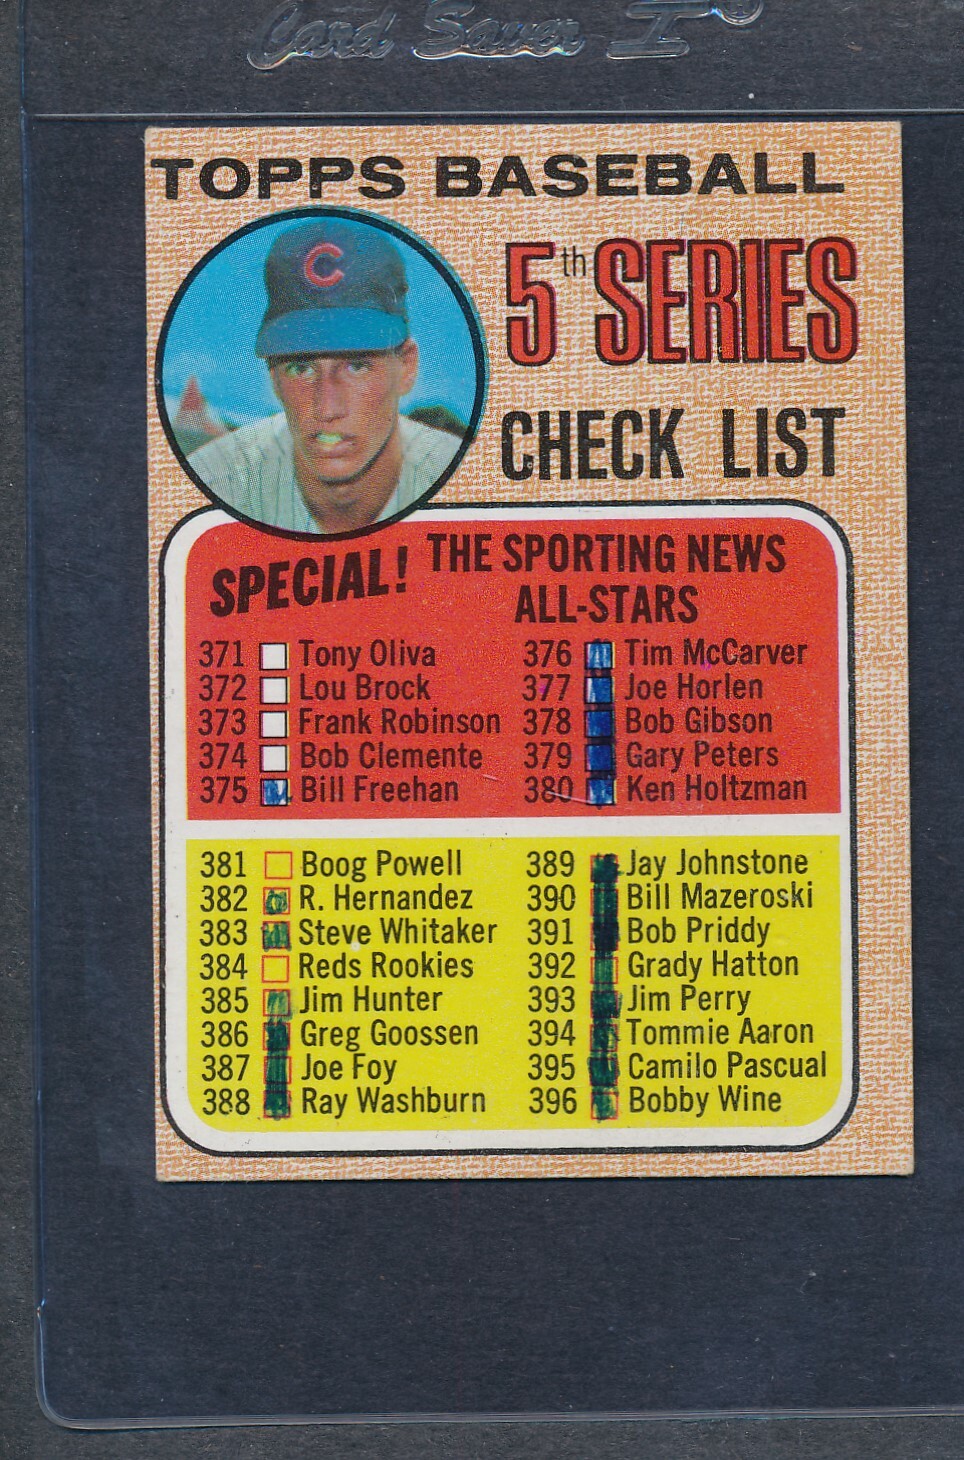 Card Saver I
TOPPS BASEBALL
5th SERIES
CHECK LIST
SPECIAL! THE SPORTING NEWS
ALL-STARS
371 Tony Oliva
372 Lou Brock
373 Frank Robinson
374 Bob Clemente
375 Bill Freehan
376 Tim McCarver
377 Joe Horlen
378 Bob Gibson
379 Gary Peters
380 Ken Holtzman
381 Boog Powell
382 R. Hernandez
383 Steve Whitaker
384 Reds Rookies
385 Jim Hunter
386 Greg Goossen
387 Joe Foy
388 Ray Washburn
389 Jay Johnstone
390 Bill Mazeroski
391 Bob Priddy
392 Grady Hatton
393 Jim Perry
394 Tommie Aaron
395 Camilo Pascual
396 Bobby Wine
C